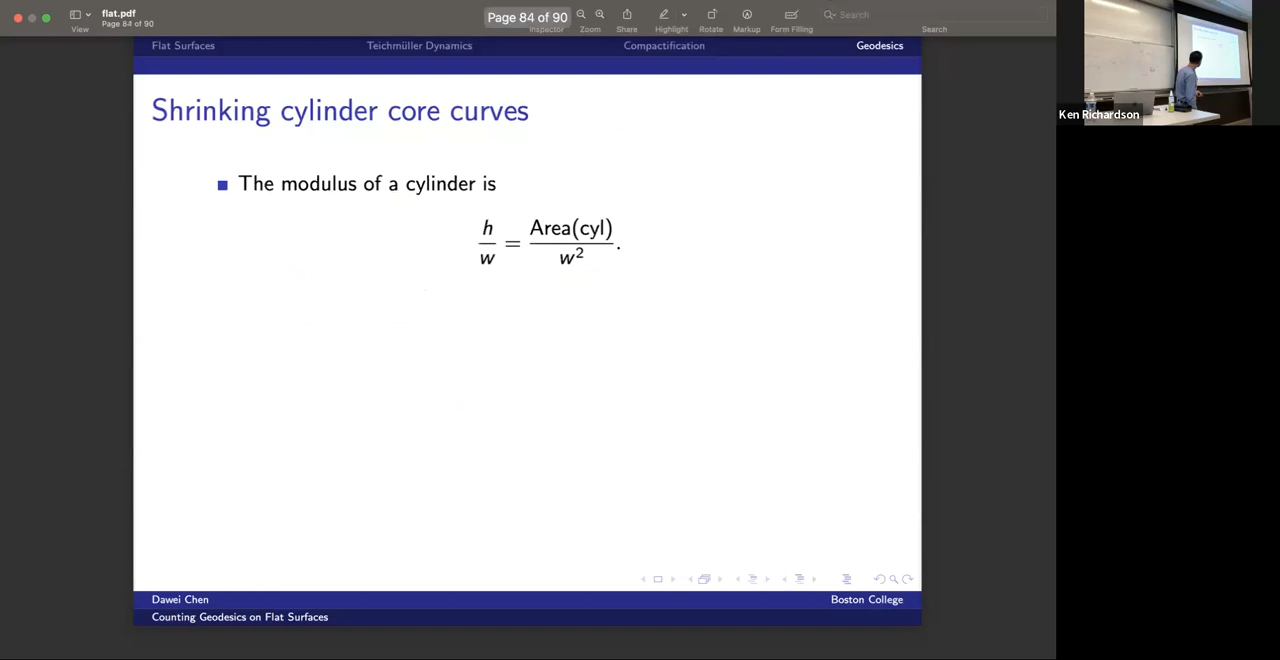 flat.pdf
Page 84 of 90
View
Page 84 of 90
Inspector
Zoom
Share
Highlight
Rotate
Markup
Form Filling
Search
Search
Flat Surfaces
Teichmüller Dynamics
Compactification
Geodesics
Shrinking cylinder core curves
The modulus of a cylinder is
h/w = Area(cyl)/w².
Dawei Chen
Boston College
Counting Geodesics on Flat Surfaces
Ken Richardson